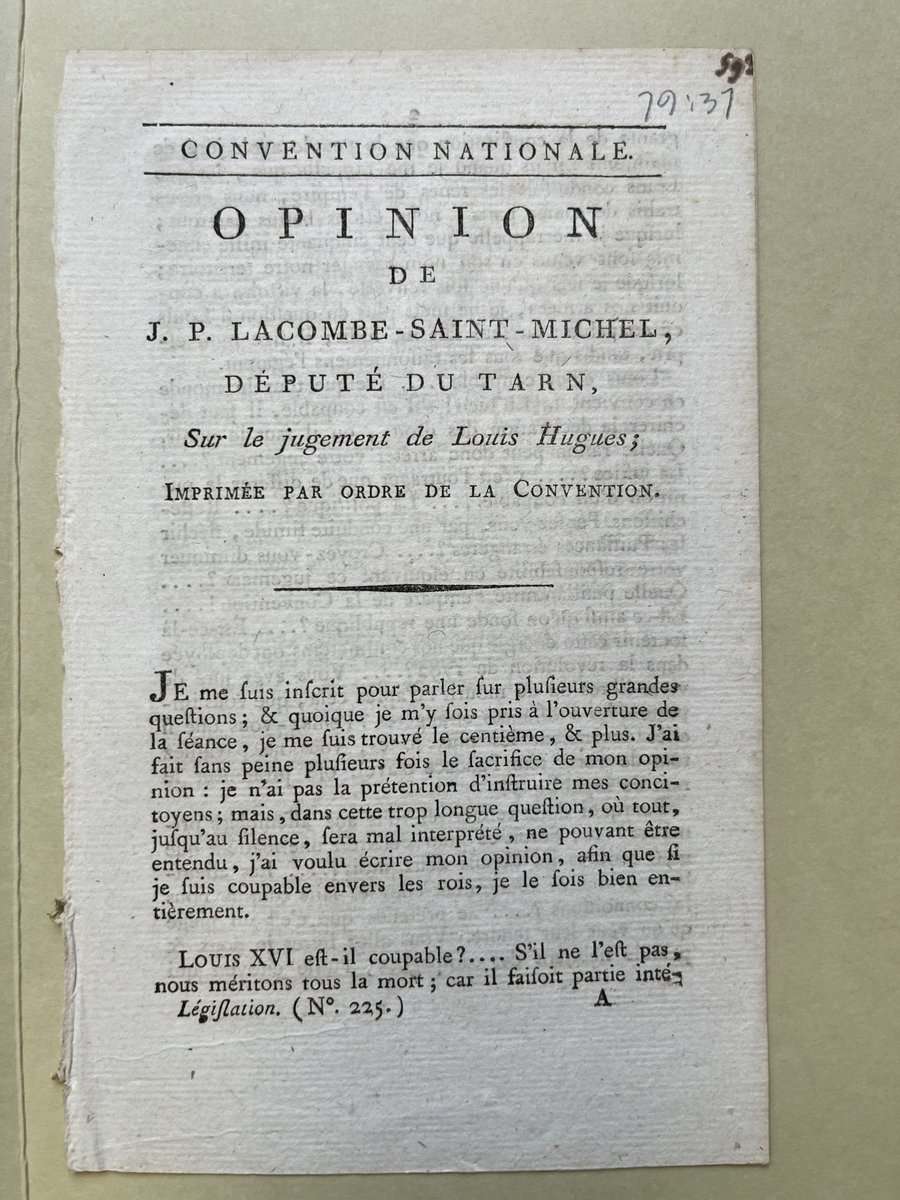 79:37
CONVENTION NATIONALE.
OPINION
DE
J. P. LACOMBE-SAINT-MICHEL,
DÉPUTÉ DU TARN,
Sur le jugement de Louis Hugues;
IMPRIMÉE PAR ORDRE DE LA CONVENTION.
JE me ſuis inſcrit pour parler ſur pluſieurs grandes
queſtions; & quoique je m'y ſois pris à l'ouverture de
la ſéance, je me ſuis trouvé le centième, & plus. J'ai
fait ſans peine pluſieurs fois le ſacrifice de mon opi-
nion : je n'ai pas la prétention d'inſtruire mes conci-
toyens; mais, dans cette trop longue queſtion, où tout,
juſqu'au ſilence, ſera mal interprété, ne pouvant être
entendu, j'ai voulu écrire mon opinion, afin que ſi
je ſuis coupable envers les rois, je le ſois bien en-
tièrement.
LOUIS XVI eſt-il coupable?.... S'il ne l'eſt pas,
nous méritons tous la mort; car il faiſoit partie inté-
Légiſlation. (N°. 225.) A